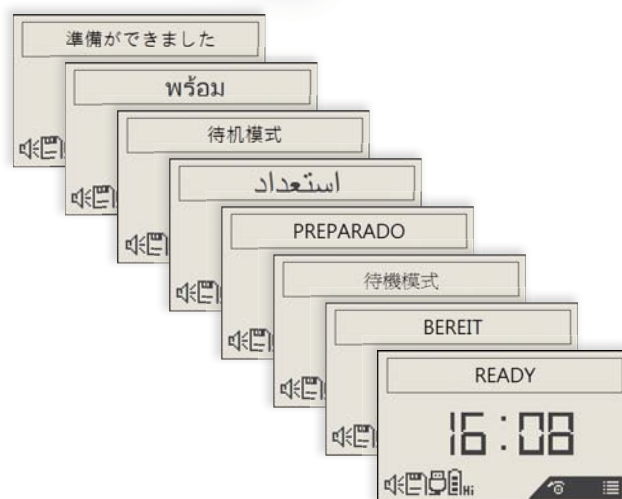 準備ができました
พร้อม
待机模式
استعداد
PREPARADO
待機模式
BEREIT
READY
16:08
Hi